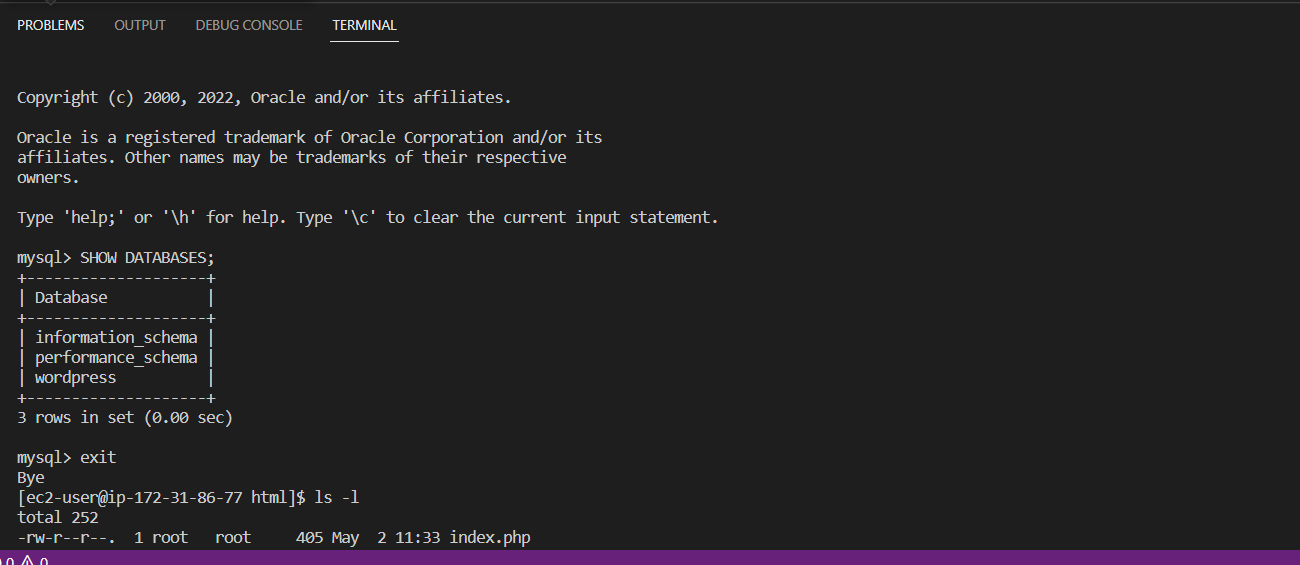 PROBLEMS OUTPUT DEBUG CONSOLE TERMINAL
Copyright (c) 2000, 2022, Oracle and/or its affiliates.
Oracle is a registered trademark of Oracle Corporation and/or its
affiliates. Other names may be trademarks of their respective
owners.
Type 'help;' or '\h' for help. Type '\c' to clear the current input statement.
mysql> SHOW DATABASES;
+--------------------+
| Database           |
+--------------------+
| information_schema |
| performance_schema |
| wordpress          |
+--------------------+
3 rows in set (0.00 sec)
mysql> exit
Bye
[ec2-user@ip-172-31-86-77 html]$ ls -l
total 252
-rw-r--r--.  1 root   root     405 May  2 11:33 index.php